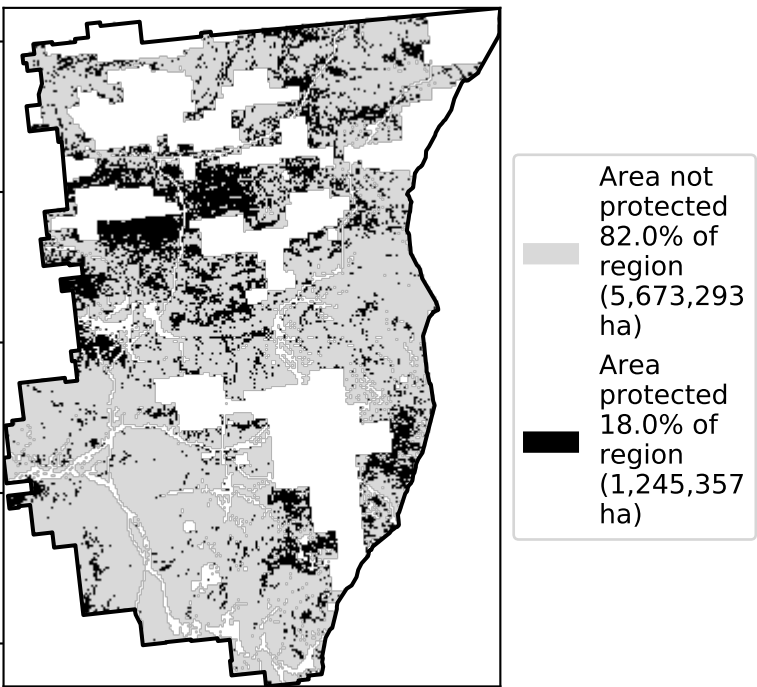 Area not
protected
82.0% of
region
(5,673,293
ha)
Area
protected
18.0% of
region
(1,245,357
ha)